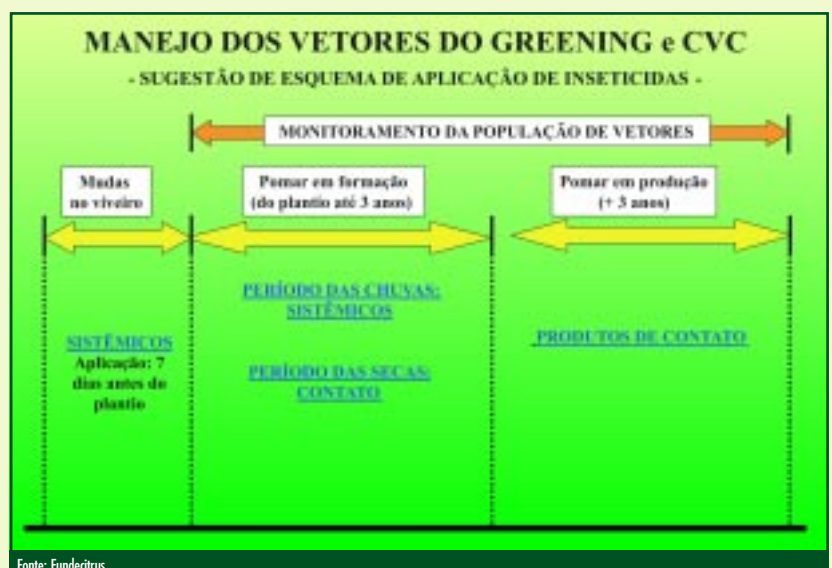 MANEJO DOS VETORES DO GREENING e CVC
- SUGESTÃO DE ESQUEMA DE APLICAÇÃO DE INSETICIDAS -
MONITORAMENTO DA POPULAÇÃO DE VETORES
Mudas
no viveiro
Pomar em formação
(do plantio até 3 anos)
Pomar em produção
(+ 3 anos)
SISTÊMICOS
Aplicação: 7
dias antes do
plantio
PERÍODO DAS CHUVAS:
SISTÊMICOS
PERÍODO DAS SECAS:
CONTATO
PRODUTOS DE CONTATO
Fonte: Fundecitrus